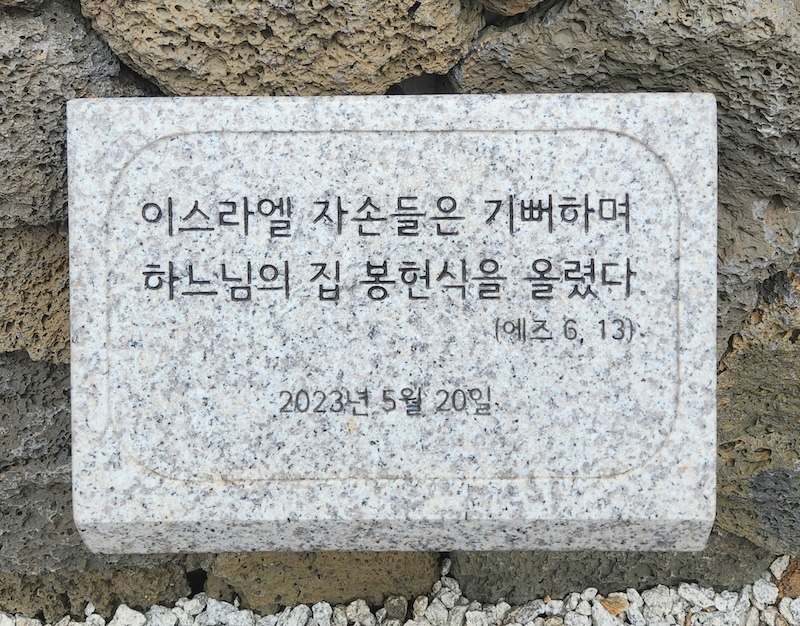 이스라엘 자손들은 기뻐하며
하느님의 집 봉헌식을 올렸다
(에즈 6, 13)
2023년 5월 20일